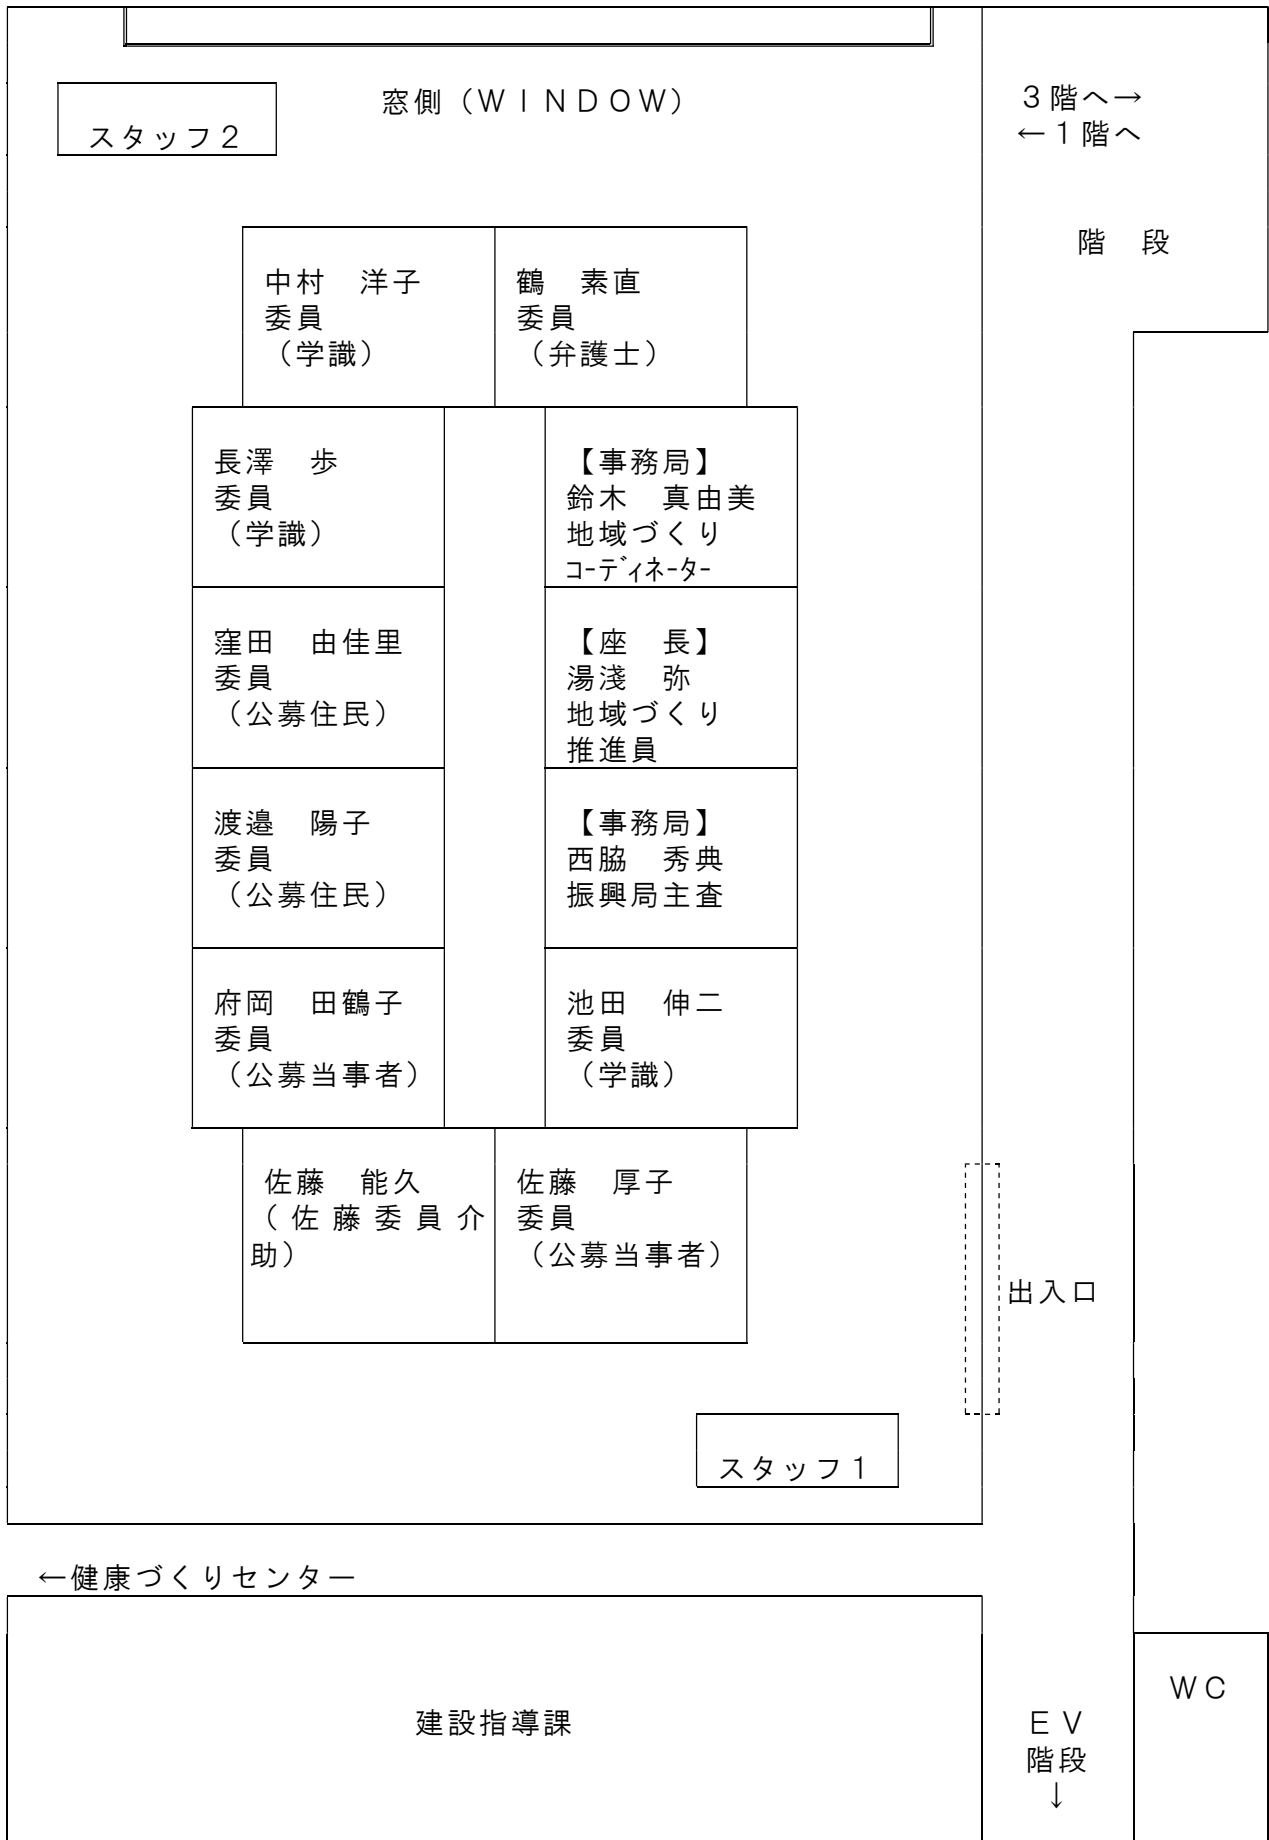 窓側（ＷＩＮＤＯＷ）
３階へ→
←１階へ
スタッフ２
階　段
中村　洋子
委員
（学識）
鶴　素直
委員
（弁護士）
長澤　歩
委員
（学識）
【事務局】
鈴木　真由美
地域づくり
ｺｰﾃﾞｨﾈｰﾀｰ
窪田　由佳里
委員
（公募住民）
【座　長】
湯淺　弥
地域づくり
推進員
渡邉　陽子
委員
（公募住民）
【事務局】
西脇　秀典
振興局主査
府岡　田鶴子
委員
（公募当事者）
池田　伸二
委員
（学識）
佐藤　能久
（佐藤委員介
助）
佐藤　厚子
委員
（公募当事者）
出入口
スタッフ１
←健康づくりセンター
建設指導課
ＥＶ
階段
↓
ＷＣ